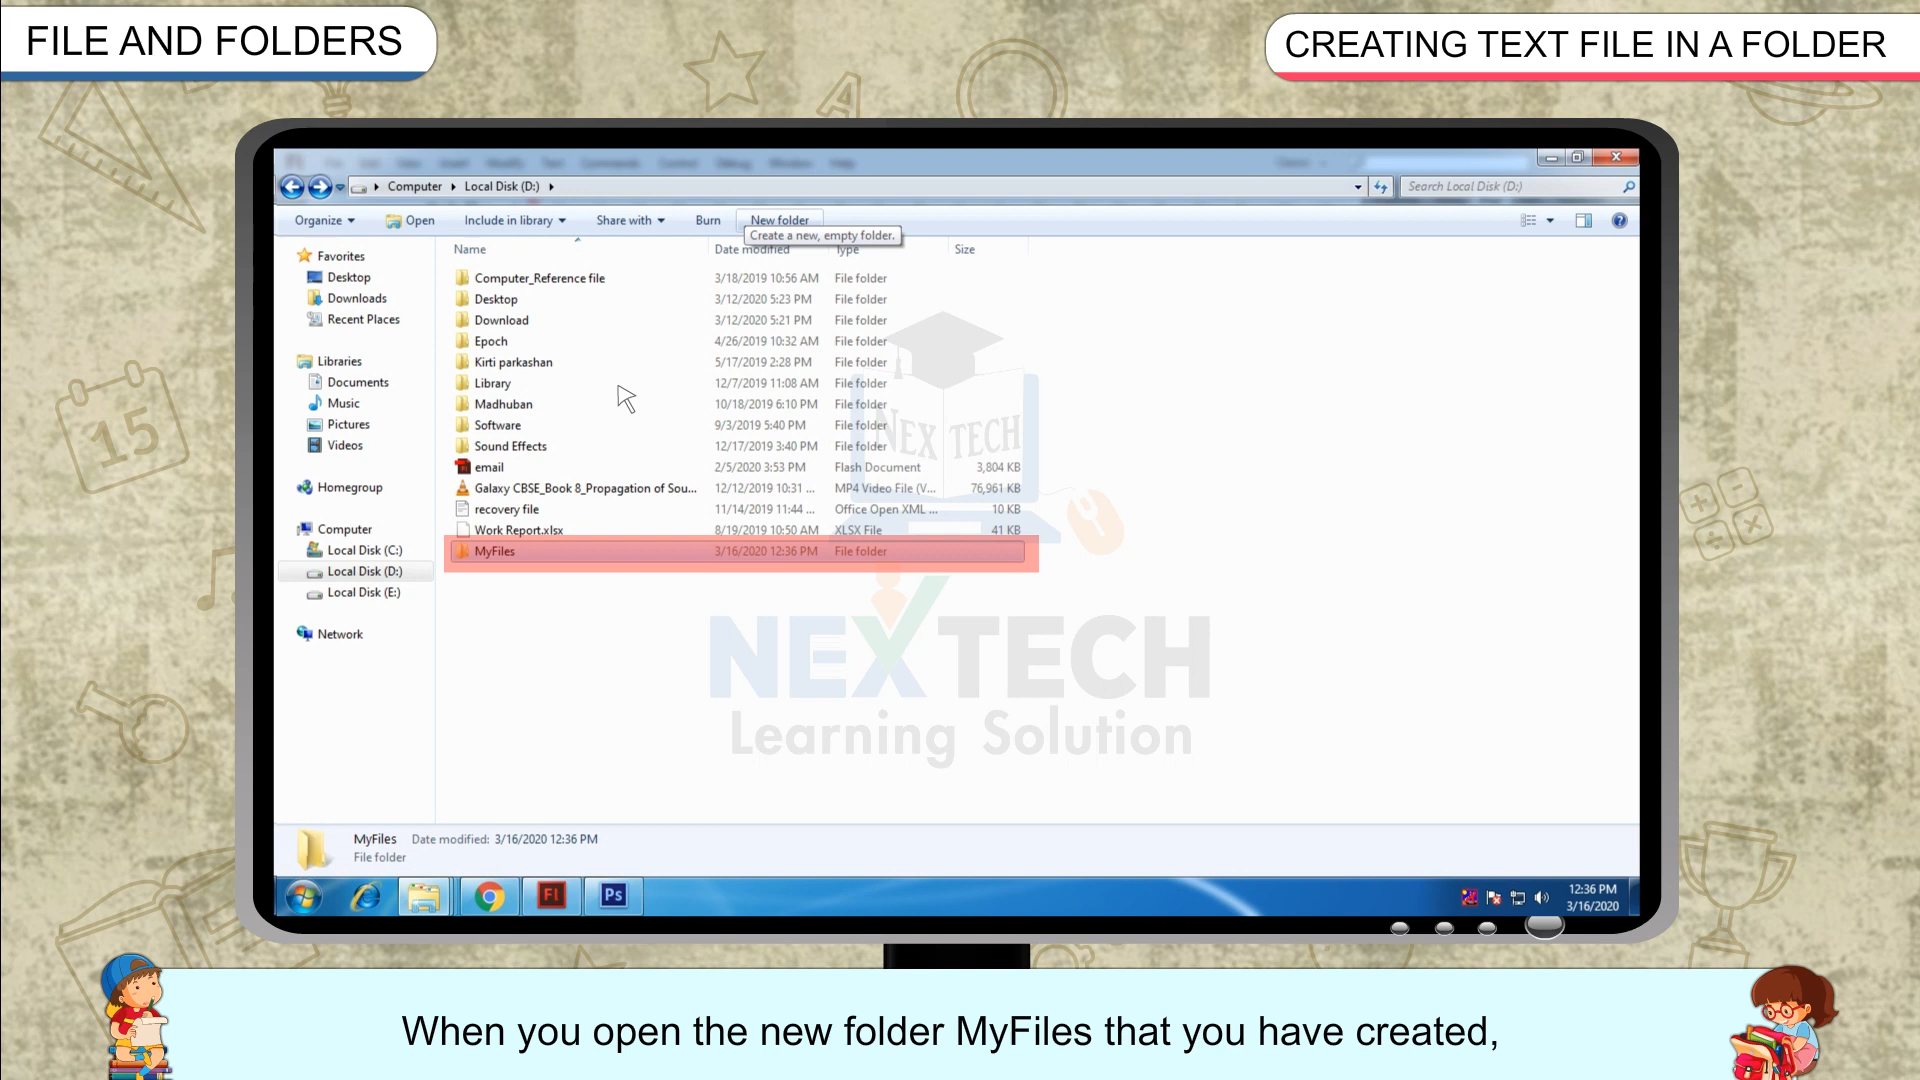 FILE AND FOLDERS
CREATING TEXT FILE IN A FOLDER
Computer Local Disk (D:)
Search Local Disk (D:)
Organize Open Include in library Share with Burn New folder
Create a new, empty folder.
Name Date modified Type Size
Favorites
Desktop
Downloads
Recent Places
Libraries
Documents
Music
Pictures
Videos
Homegroup
Computer
Local Disk (C:)
Local Disk (D:)
Local Disk (E:)
Network
Computer_Reference file 3/18/2019 10:56 AM File folder
Desktop 3/12/2020 5:23 PM File folder
Download 3/12/2020 5:21 PM File folder
Epoch 4/26/2019 10:32 AM File folder
Kirti parkashan 5/17/2019 2:28 PM File folder
Library 12/7/2019 11:08 AM File folder
Madhuban 10/18/2019 6:10 PM File folder
Software 9/3/2019 5:40 PM File folder
Sound Effects 12/17/2019 3:40 PM File folder
email 2/5/2020 3:53 PM Flash Document 3,804 KB
Galaxy CBSE_Book 8_Propagation of Sou... 12/12/2019 10:31 ... MP4 Video File (V... 76,961 KB
recovery file 11/14/2019 11:44 ... Office Open XML ... 10 KB
Work Report.xlsx 8/19/2019 10:50 AM XLSX File 41 KB
MyFiles 3/16/2020 12:36 PM File folder
NEX TECH
NEXTECH
Learning Solution
MyFiles Date modified: 3/16/2020 12:36 PM
File folder
Fl
Ps
12:36 PM
3/16/2020
15
A
When you open the new folder MyFiles that you have created,